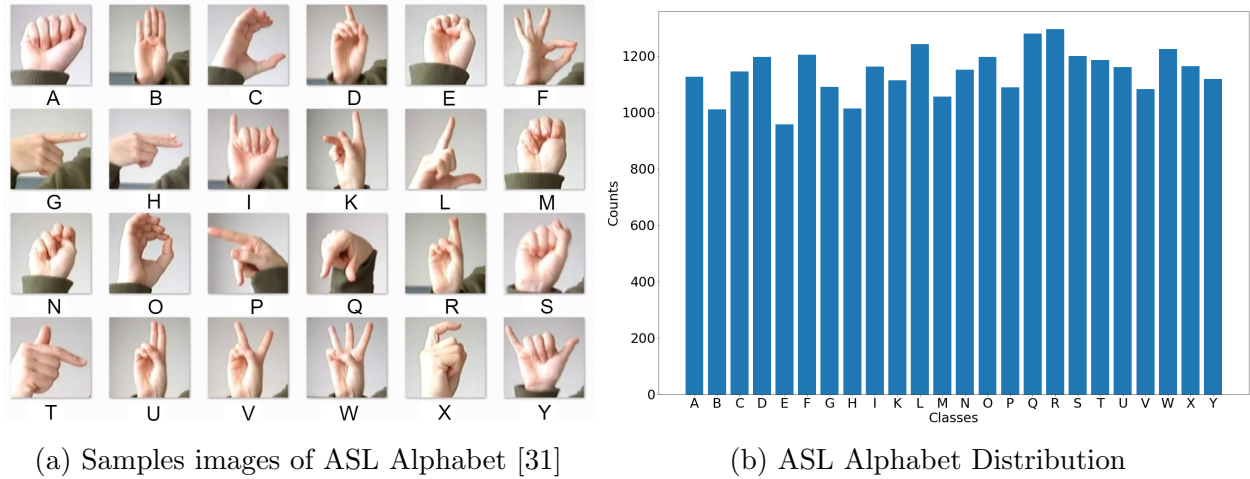 A B C D E F
G H I K L M
N O P Q R S
T U V W X Y
(a) Samples images of ASL Alphabet [31]
Counts
1200
1000
800
600
400
200
0
A B C D E F G H I K L M N O P Q R S T U V W X Y
Classes
(b) ASL Alphabet Distribution